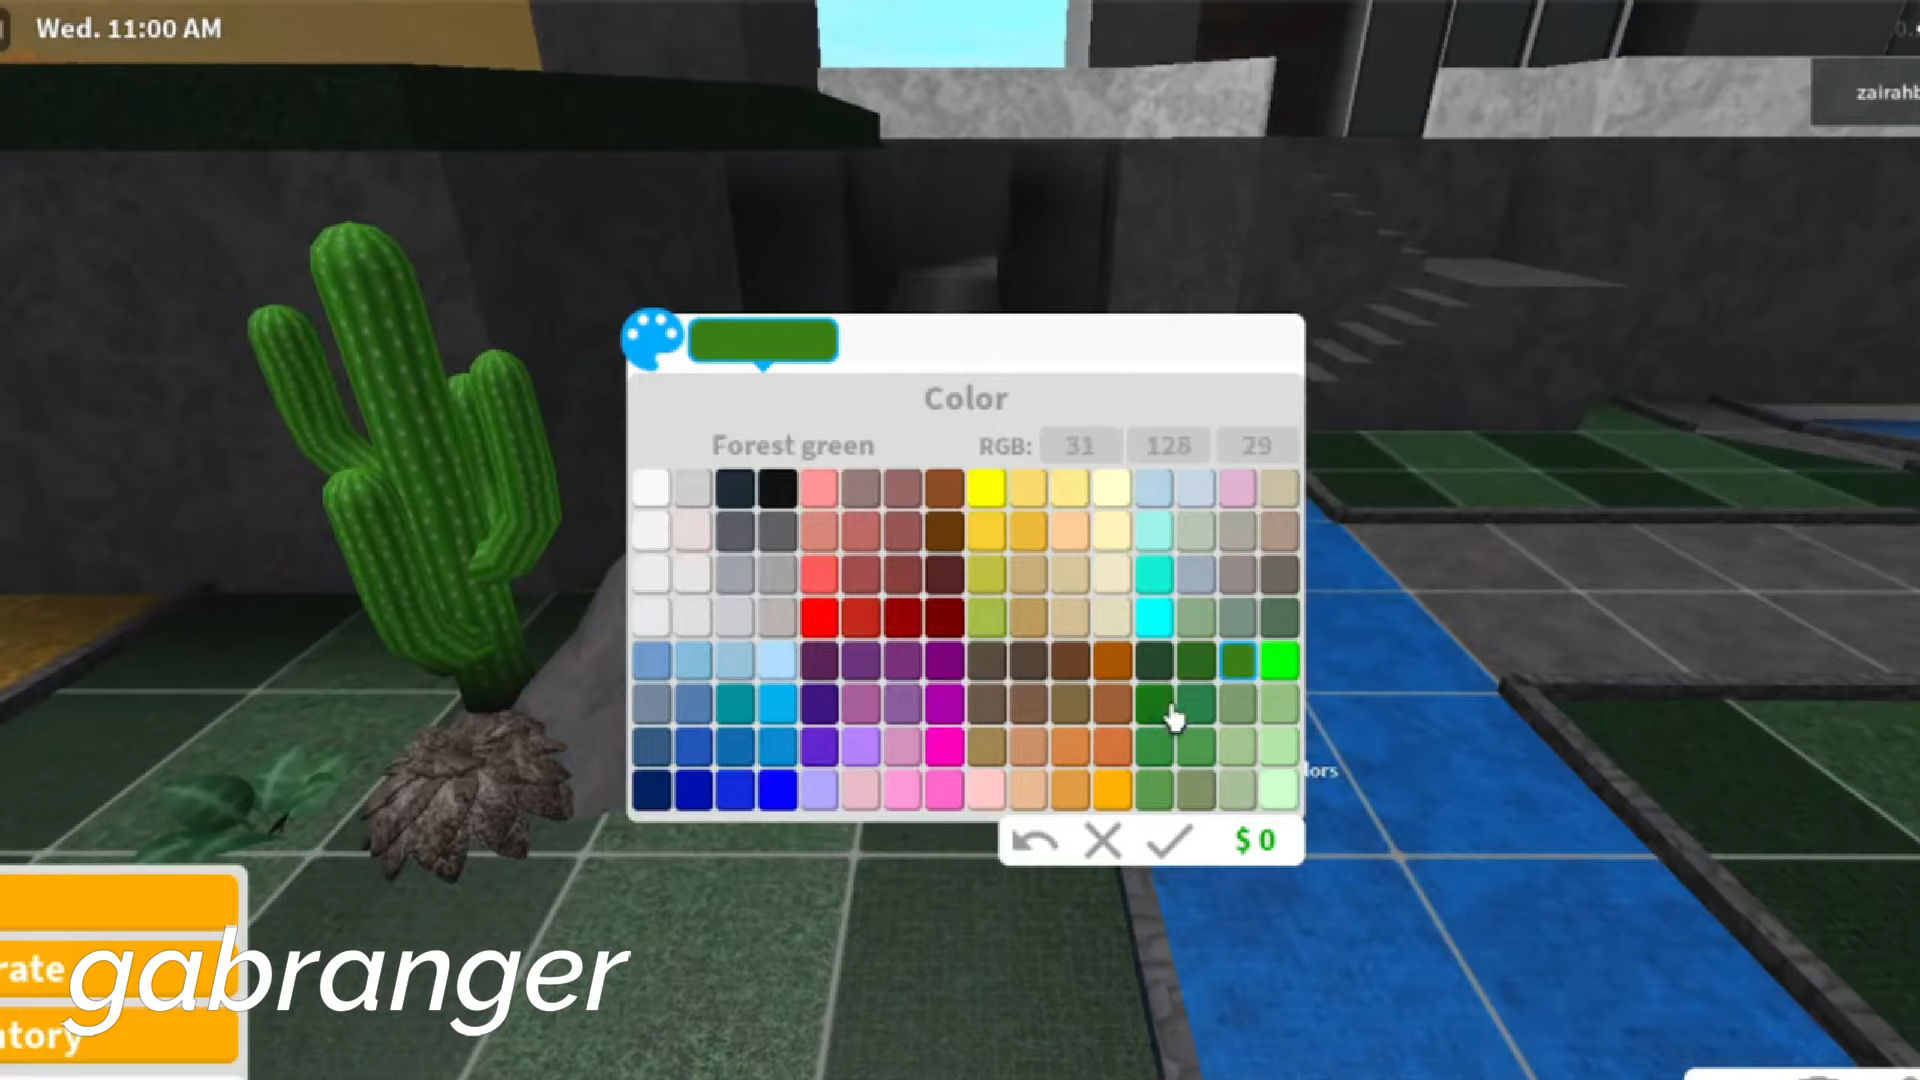 Wed. 11:00 AM
zairahb
Color
Forest green RGB: 31 128 29
lors
$ 0
rate
gabranger
tory